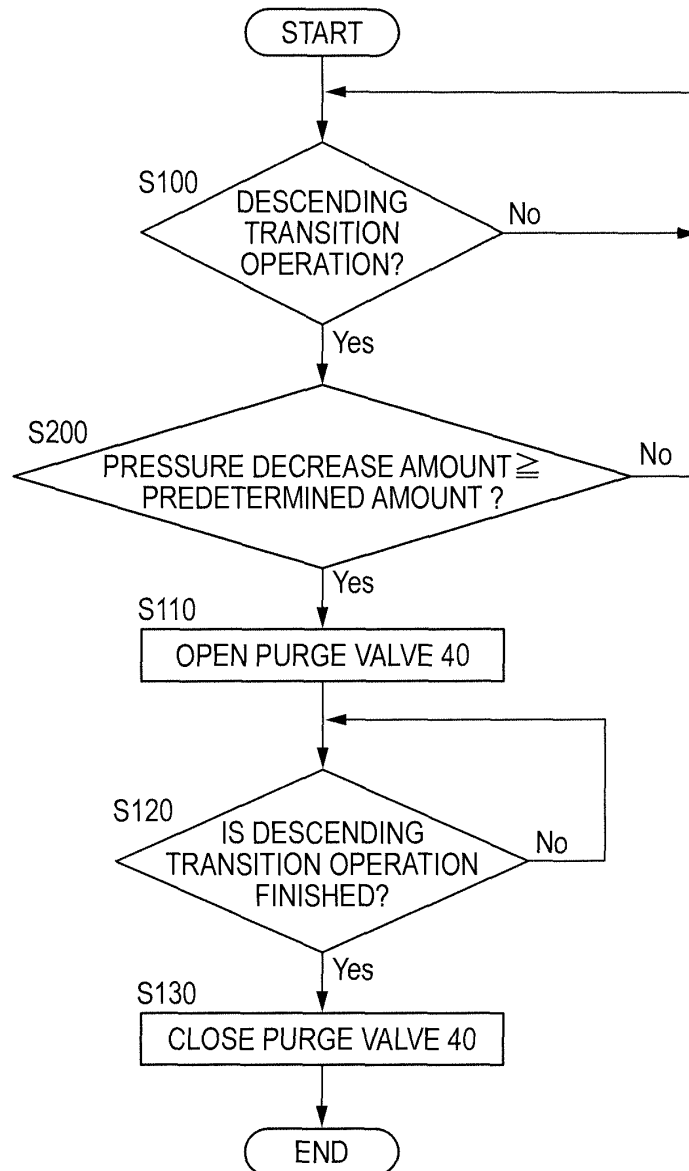 START
S100
DESCENDING
TRANSITION
OPERATION?
No
Yes
S200
PRESSURE DECREASE AMOUNT≧
PREDETERMINED AMOUNT ?
No
Yes
S110
OPEN PURGE VALVE 40
S120
IS DESCENDING
TRANSITION OPERATION
FINISHED?
No
Yes
S130
CLOSE PURGE VALVE 40
END